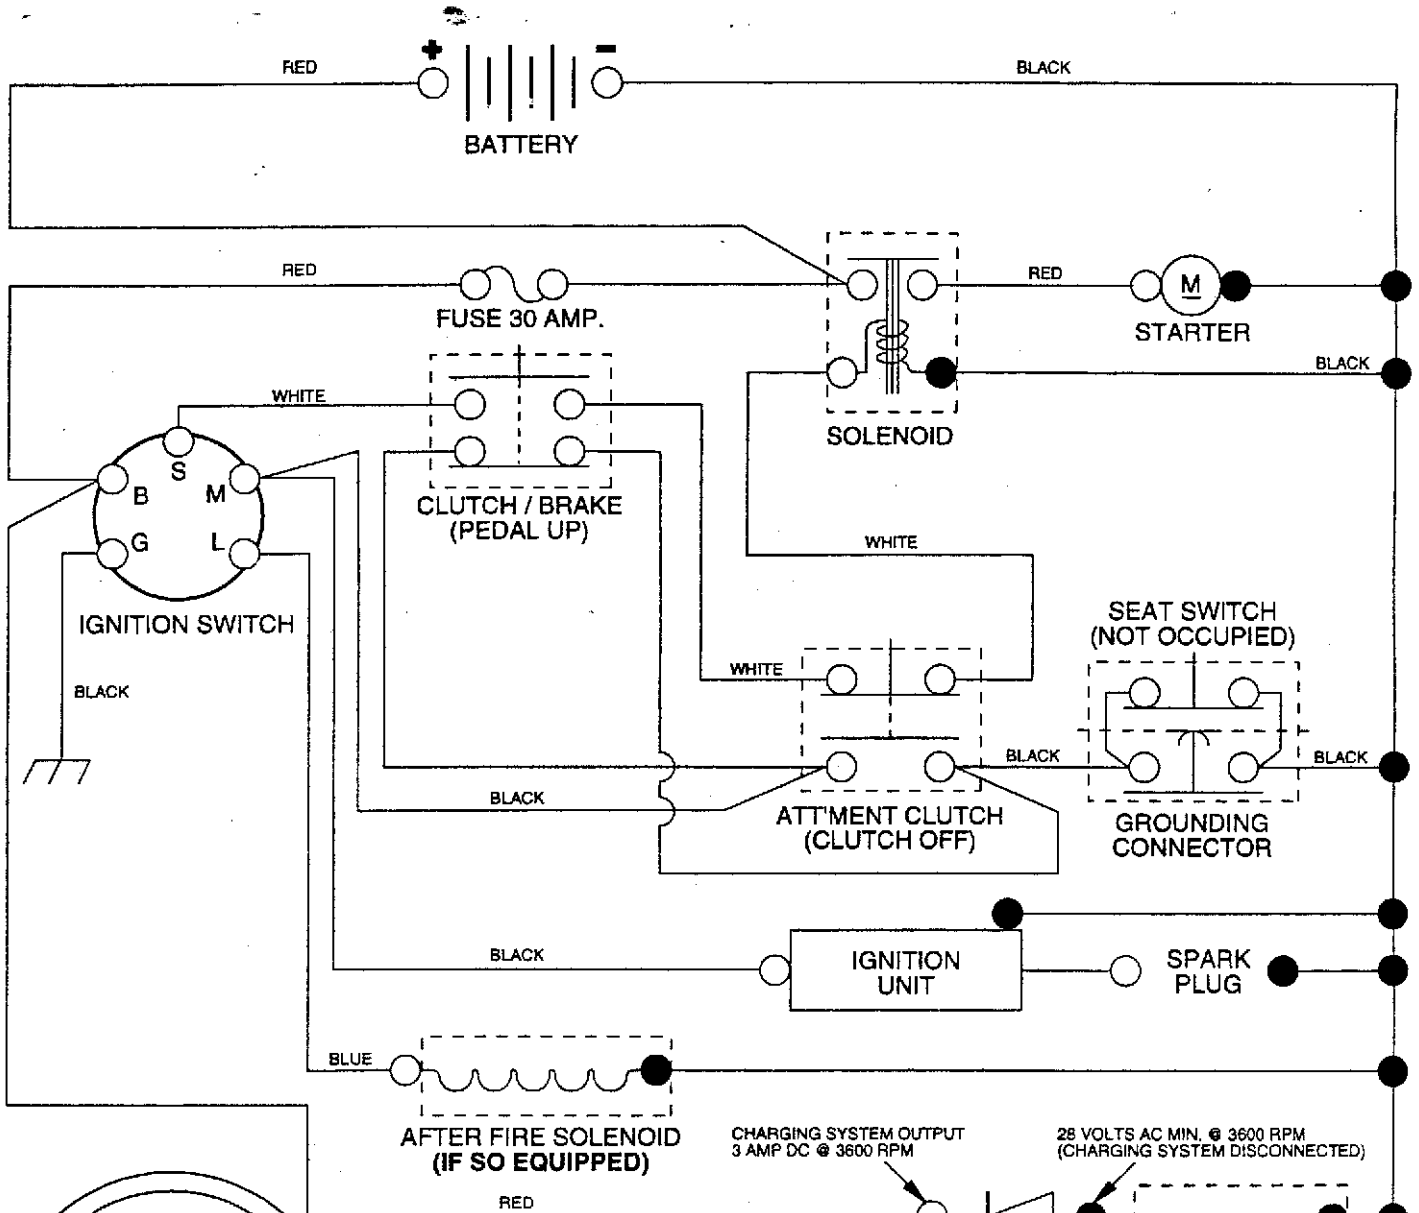 + -
RED
BLACK
BATTERY
RED
RED
M
FUSE 30 AMP.
STARTER
WHITE
BLACK
SOLENOID
S
B
M
G
L
CLUTCH / BRAKE
(PEDAL UP)
WHITE
IGNITION SWITCH
SEAT SWITCH
(NOT OCCUPIED)
BLACK
WHITE
BLACK
BLACK
BLACK
ATT'MENT CLUTCH
(CLUTCH OFF)
GROUNDING
CONNECTOR
BLACK
IGNITION
UNIT
SPARK
PLUG
BLUE
AFTER FIRE SOLENOID
(IF SO EQUIPPED)
CHARGING SYSTEM OUTPUT
3 AMP DC @ 3600 RPM
28 VOLTS AC MIN. @ 3600 RPM
(CHARGING SYSTEM DISCONNECTED)
RED